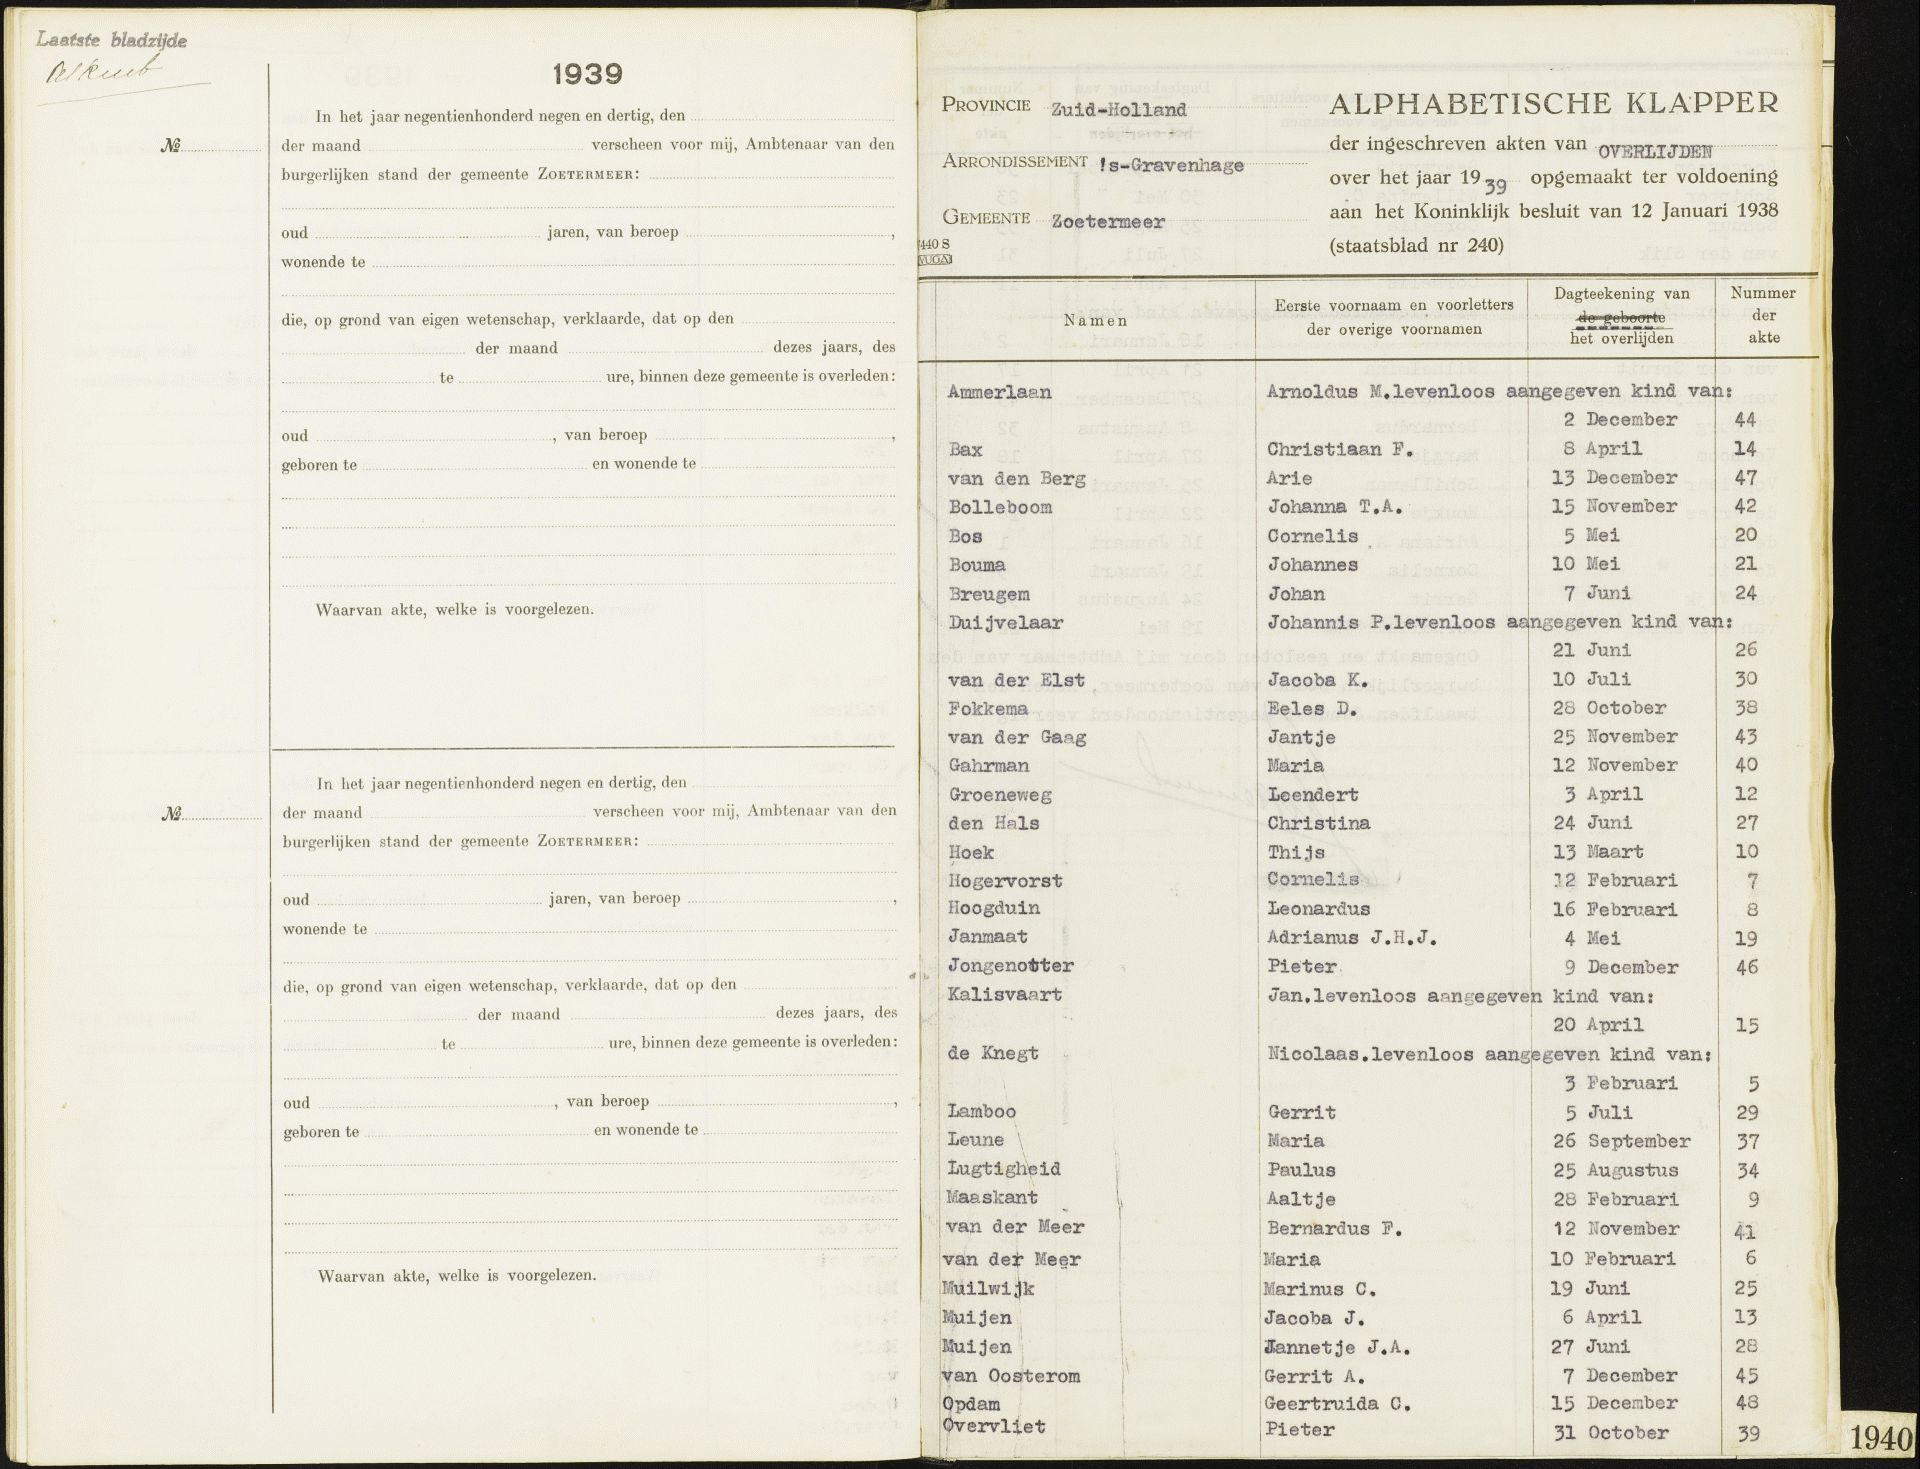 Laatste bladzijde
1939
In het jaar negentienhonderd negen en dertig, den
№ der maand verscheen voor mij, Ambtenaar van den
burgerlijken stand der gemeente ZOETERMEER:
oud jaren, van beroep ,
wonende te
die, op grond van eigen wetenschap, verklaarde, dat op den
der maand dezes jaars, des
te ure, binnen deze gemeente is overleden:
oud , van beroep ,
geboren te en wonende te
Waarvan akte, welke is voorgelezen.
In het jaar negentienhonderd negen en dertig, den
№ der maand verscheen voor mij, Ambtenaar van den
burgerlijken stand der gemeente ZOETERMEER:
oud jaren, van beroep ,
wonende te
die, op grond van eigen wetenschap, verklaarde, dat op den
der maand dezes jaars, des
te ure, binnen deze gemeente is overleden:
oud , van beroep ,
geboren te en wonende te
Waarvan akte, welke is voorgelezen.
PROVINCIE Zuid-Holland
ARRONDISSEMENT 's-Gravenhage
GEMEENTE Zoetermeer
440 S
VUGA
ALPHABETISCHE KLAPPER
der ingeschreven akten van OVERLIJDEN
over het jaar 1939 opgemaakt ter voldoening
aan het Koninklijk besluit van 12 Januari 1938
(staatsblad nr 240)
Namen
Eerste voornaam en voorletters
der overige voornamen
Dagteekening van
de geboorte
het overlijden
Nummer
der
akte
Ammerlaan Arnoldus M.levenloos aangegeven kind van:
2 December 44
Bax Christiaan F. 8 April 14
van den Berg Arie 13 December 47
Bolleboom Johanna T.A. 15 November 42
Bos Cornelis 5 Mei 20
Bouma Johannes 10 Mei 21
Breugem Johan 7 Juni 24
Duijvelaar Johannis P.levenloos aangegeven kind van:
21 Juni 26
van der Elst Jacoba K. 10 Juli 30
Fokkema Eeles D. 28 October 38
van der Gaag Jantje 25 November 43
Gahrman Maria 12 November 40
Groeneweg Leendert 3 April 12
den Hals Christina 24 Juni 27
Hoek Thijs 13 Maart 10
Hogervorst Cornelis 12 Februari 7
Hoogduin Leonardus 16 Februari 8
Janmaat Adrianus J.H.J. 4 Mei 19
Jongenotter Pieter 9 December 46
Kalisvaart Jan.levenloos aangegeven kind van:
20 April 15
de Knegt Nicolaas.levenloos aangegeven kind van:
3 Februari 5
Lamboo Gerrit 5 Juli 29
Leune Maria 26 September 37
Lugtigheid Paulus 25 Augustus 34
Maaskant Aaltje 28 Februari 9
van der Meer Bernardus F. 12 November 41
van der Meer Maria 10 Februari 6
Muilwijk Marinus C. 19 Juni 25
Muijen Jacoba J. 6 April 13
Muijen Jannetje J.A. 27 Juni 28
van Oosterom Gerrit A. 7 December 45
Opdam Geertruida C. 15 December 48
Overvliet Pieter 31 October 39
1940